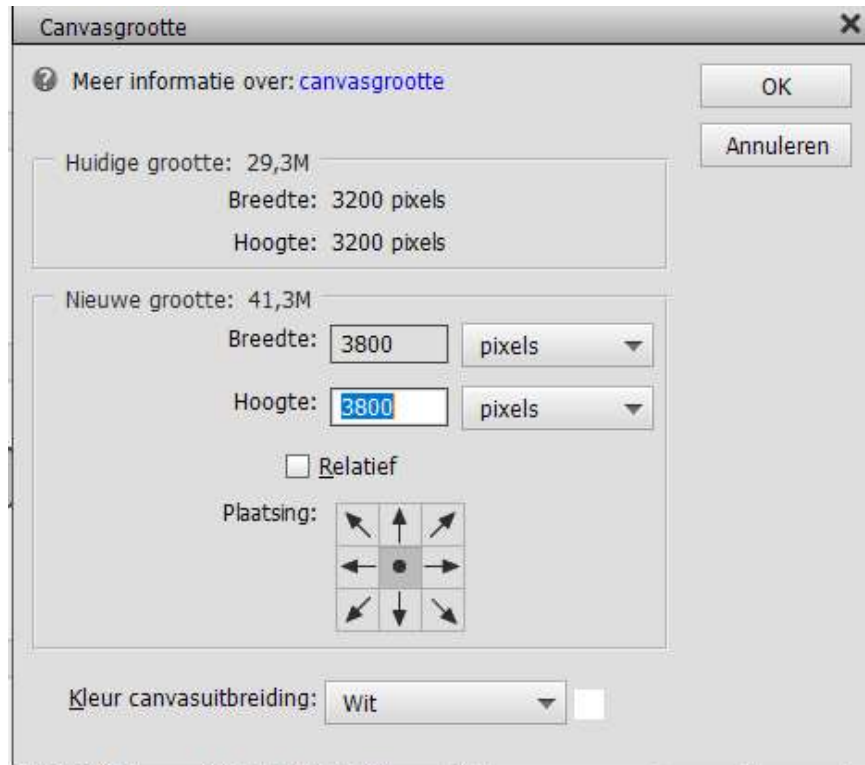 Canvasgrootte
Meer informatie over: canvasgrootte
OK
Annuleren
Huidige grootte: 29,3M
Breedte: 3200 pixels
Hoogte: 3200 pixels
Nieuwe grootte: 41,3M
Breedte: 3800 pixels
Hoogte: 3800 pixels
Relatief
Plaatsing:
Kleur canvasuitbreiding: Wit